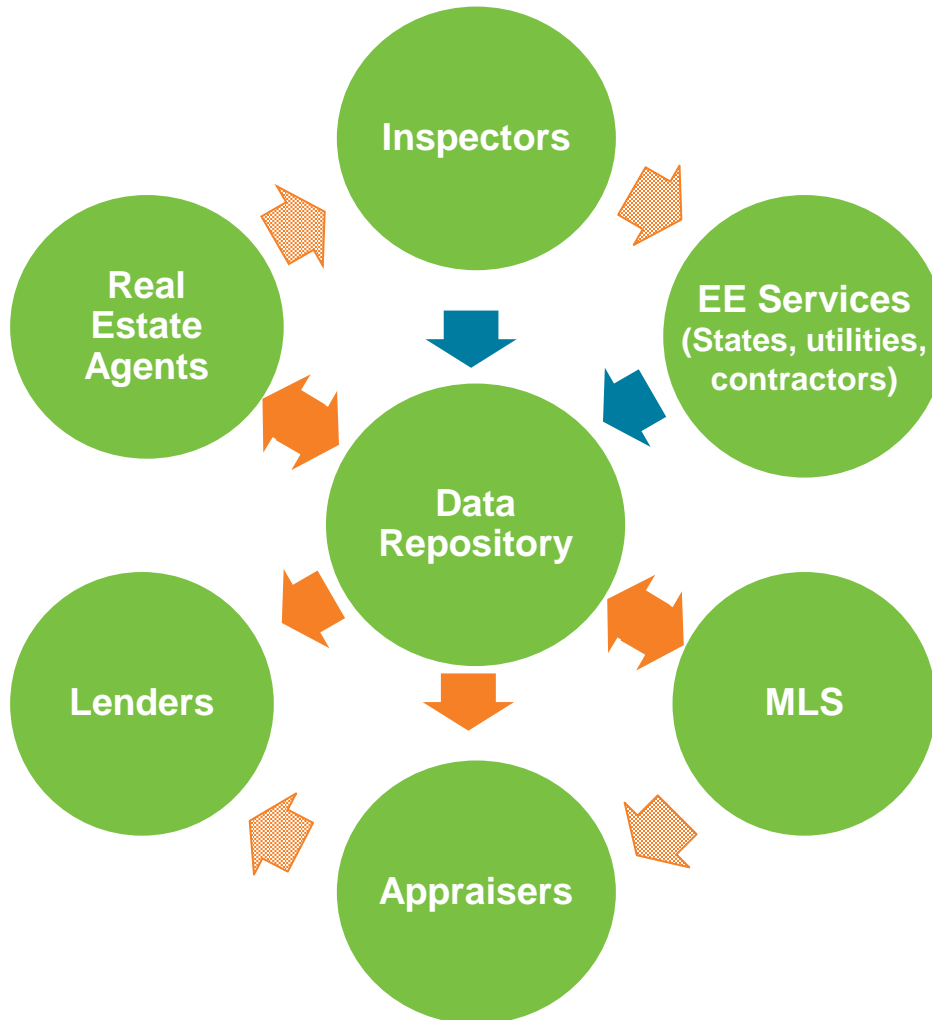 Inspectors
Real
Estate
Agents
EE Services
(States, utilities,
contractors)
Data
Repository
Lenders
MLS
Appraisers